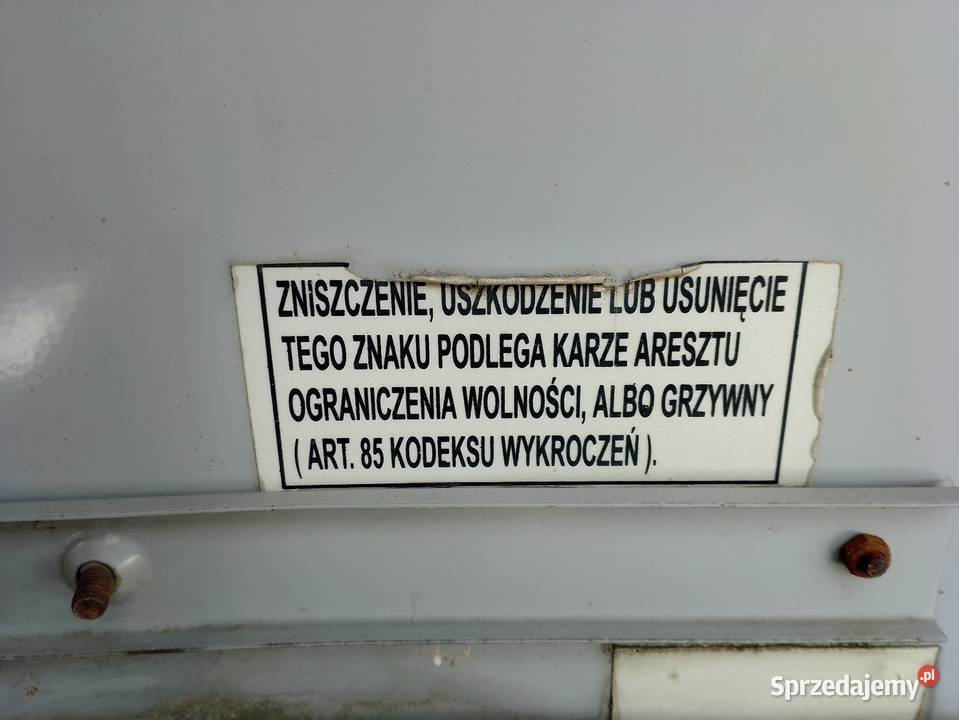 ZNISZCZENIE, USZKODZENIE LUB USUNIĘCIE
TEGO ZNAKU PODLEGA KARZE ARESZTU
OGRANICZENIA WOLNOŚCI, ALBO GRZYWNY
( ART. 85 KODEKSU WYKROCZEŃ ).
Sprzedajemy.pl